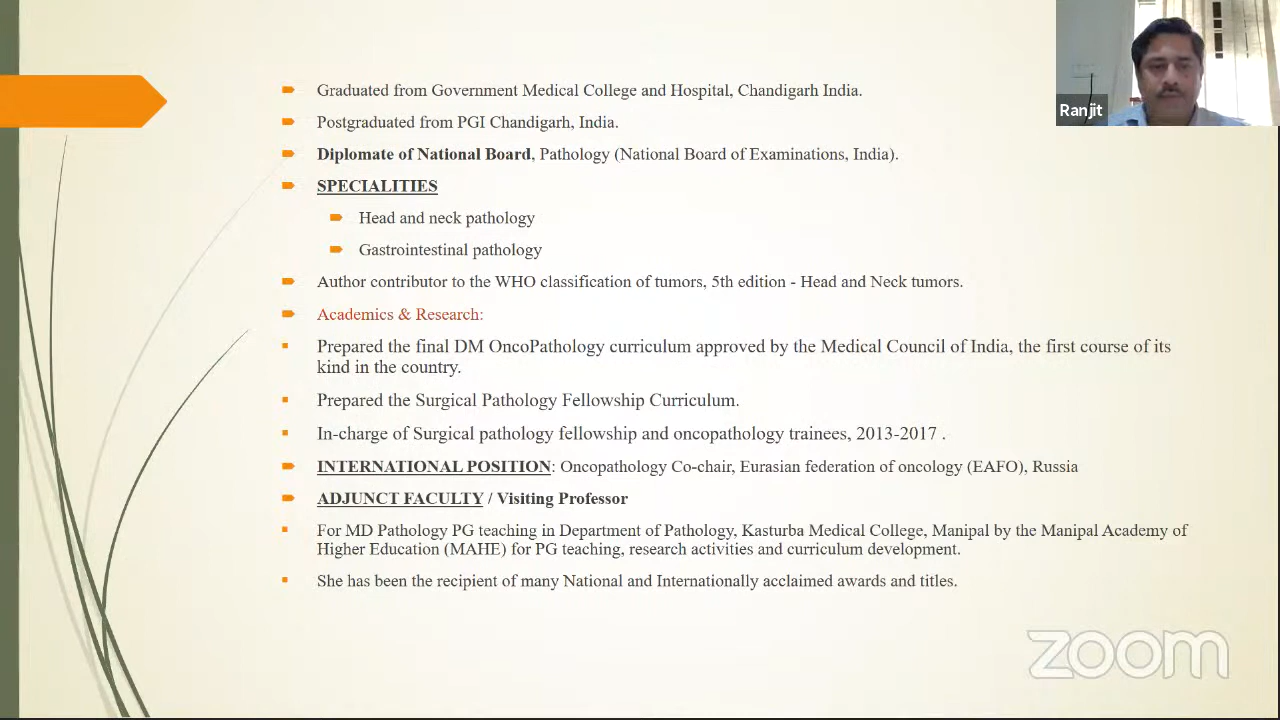 Graduated from Government Medical College and Hospital, Chandigarh India.
Postgraduated from PGI Chandigarh, India.
Diplomate of National Board, Pathology (National Board of Examinations, India).
SPECIALITIES
Head and neck pathology
Gastrointestinal pathology
Author contributor to the WHO classification of tumors, 5th edition - Head and Neck tumors.
Academics & Research:
Prepared the final DM OncoPathology curriculum approved by the Medical Council of India, the first course of its
kind in the country.
Prepared the Surgical Pathology Fellowship Curriculum.
In-charge of Surgical pathology fellowship and oncopathology trainees, 2013-2017 .
INTERNATIONAL POSITION: Oncopathology Co-chair, Eurasian federation of oncology (EAFO), Russia
ADJUNCT FACULTY / Visiting Professor
For MD Pathology PG teaching in Department of Pathology, Kasturba Medical College, Manipal by the Manipal Academy of
Higher Education (MAHE) for PG teaching, research activities and curriculum development.
She has been the recipient of many National and Internationally acclaimed awards and titles.
Ranjit
zoom